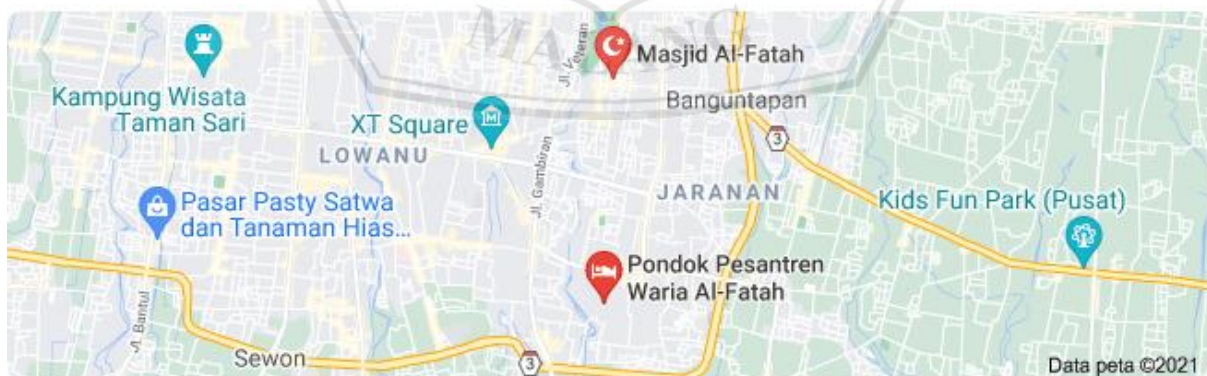 MALANG
Masjid Al-Fatah
Jl. Veteran
Kampung Wisata
Taman Sari
XT Square
Banguntapan
3
LOWANU
Jl. Gambiran
JARANAN
Pasar Pasty Satwa
dan Tanaman Hias...
Kids Fun Park (Pusat)
Pondok Pesantren
Waria Al-Fatah
Jl. Bantul
Sewon
3
Data peta ©2021